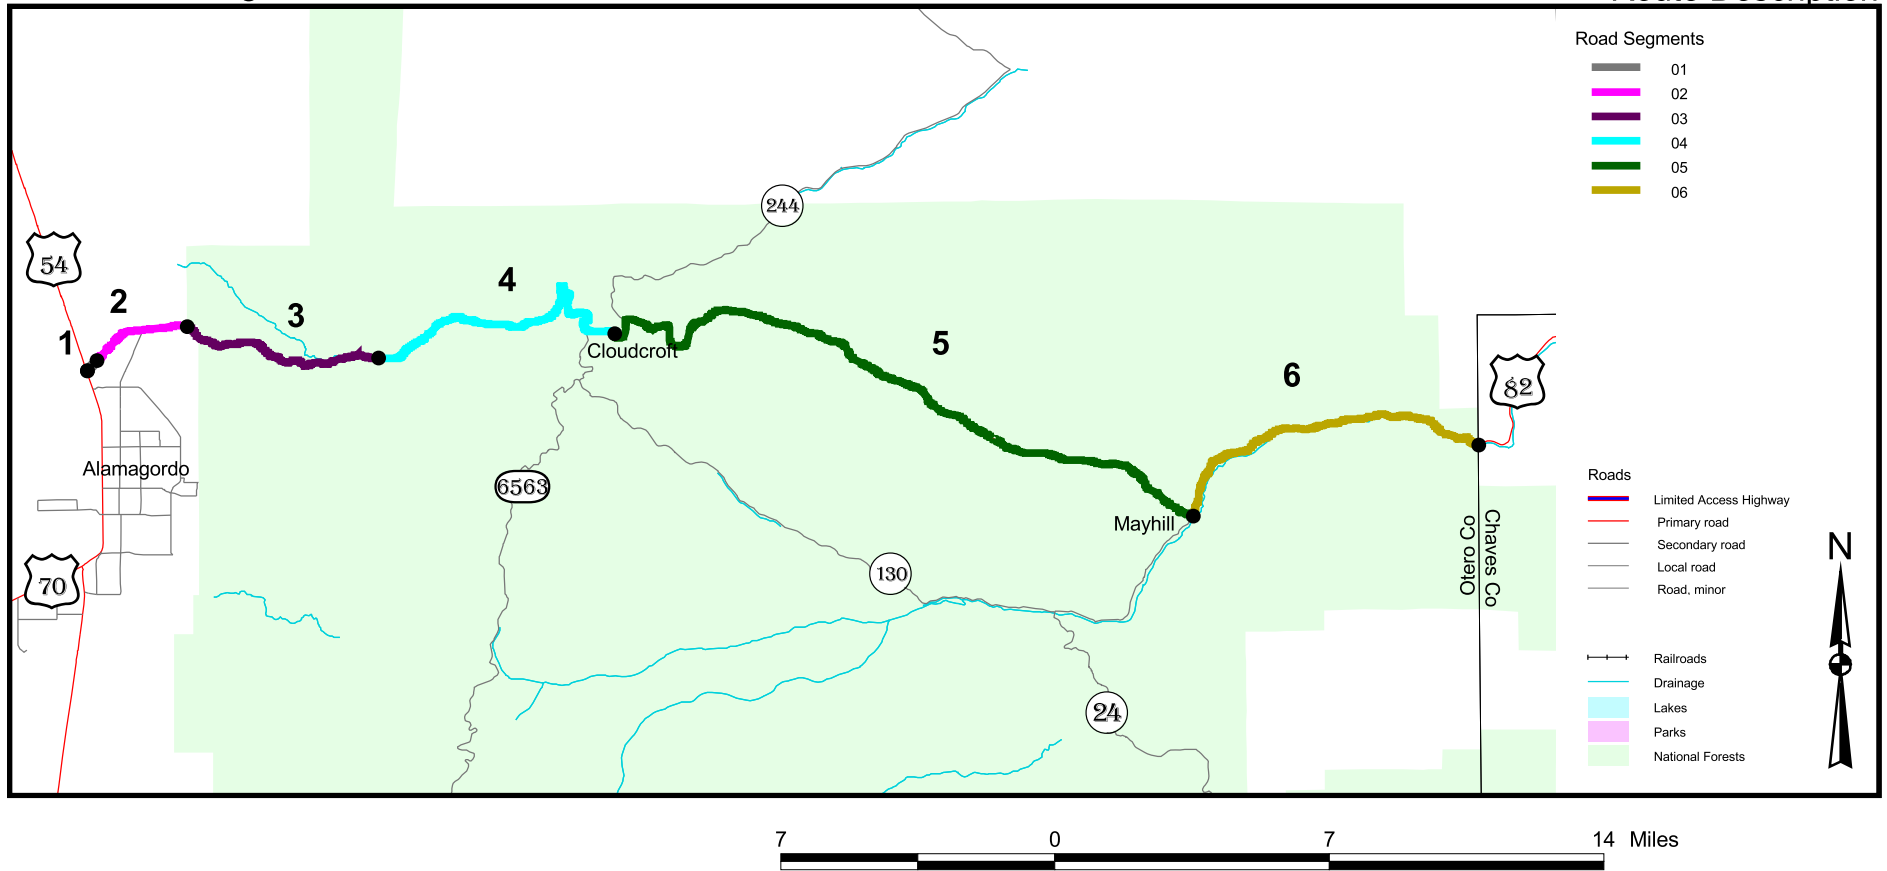 Road Segments
01
02
03
04
05
06
244
54
4
2
3
1
5
Cloudcroft
6
82
Alamagordo
6563
Mayhill
Otero Co
Chaves Co
130
70
24
Roads
Limited Access Highway
Primary road
Secondary road
Local road
Road, minor
Railroads
Drainage
Lakes
Parks
National Forests
N
7 0 7 14 Miles